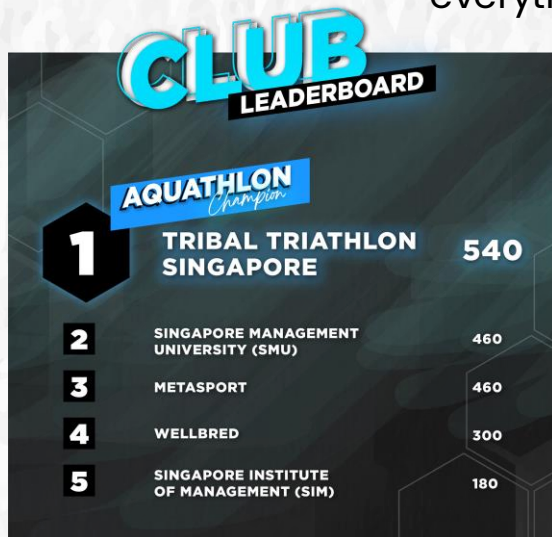 everyth
CLUB
LEADERBOARD
AQUATHLON
Champion
1
TRIBAL TRIATHLON
SINGAPORE
540
2
SINGAPORE MANAGEMENT
UNIVERSITY (SMU)
460
3
METASPORT
460
4
WELLBRED
300
5
SINGAPORE INSTITUTE
OF MANAGEMENT (SIM)
180